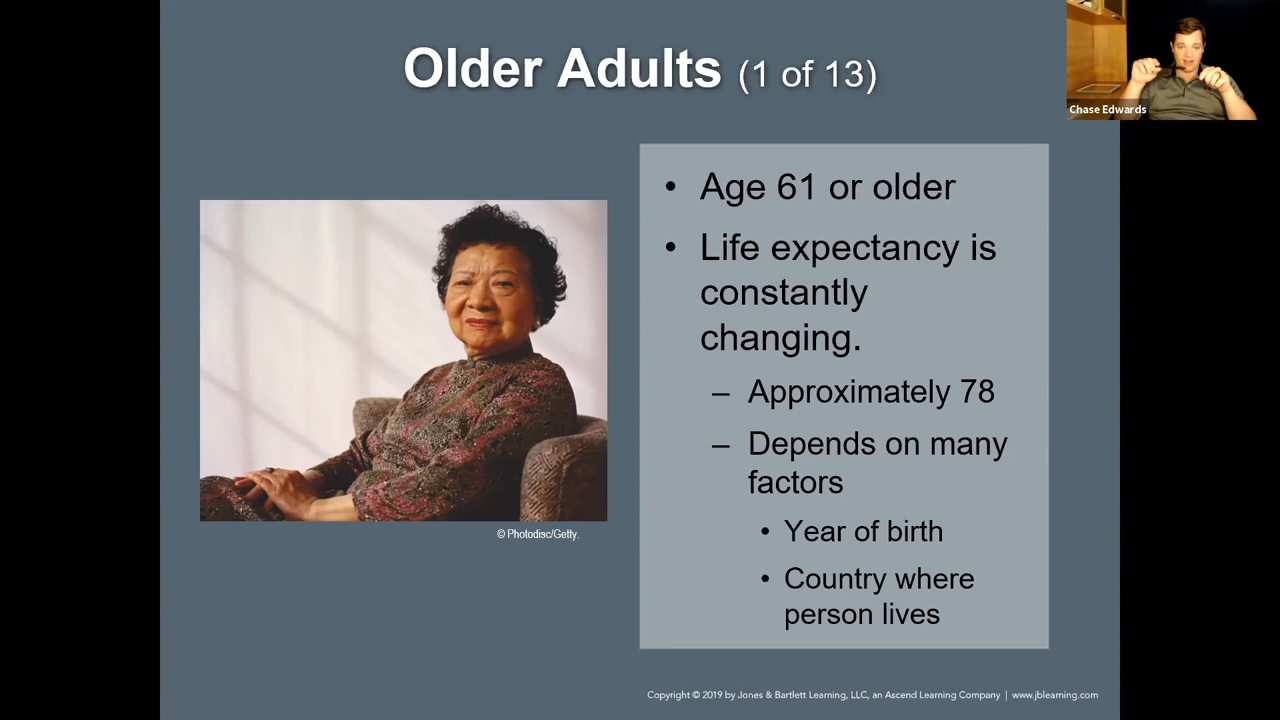 Older Adults (1 of 13)
Chase Edwards
• Age 61 or older
• Life expectancy is
constantly
changing.
– Approximately 78
– Depends on many
factors
• Year of birth
• Country where
person lives
© Photodisc/Getty.
Copyright © 2019 by Jones & Bartlett Learning, LLC, an Ascend Learning Company | www.jblearning.com